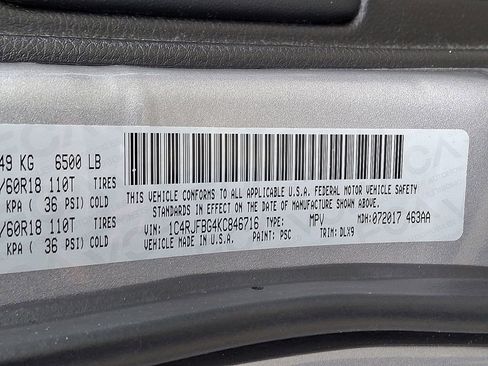 49 KG 6500 LB
/60R18 110T TIRES
KPA ( 36 PSI) COLD
/60R18 110T TIRES
KPA ( 36 PSI) COLD
THIS VEHICLE CONFORMS TO ALL APPLICABLE U.S.A. FEDERAL MOTOR VEHICLE SAFETY
STANDARDS IN EFFECT ON THE DATE OF MANUFACTURE SHOWN ABOVE.
VIN: 1C4RJFBG4KC846716 TYPE: MPV MDH:072017 463AA
VEHICLE MADE IN U.S.A. PAINT: PSC TRIM: DLX9